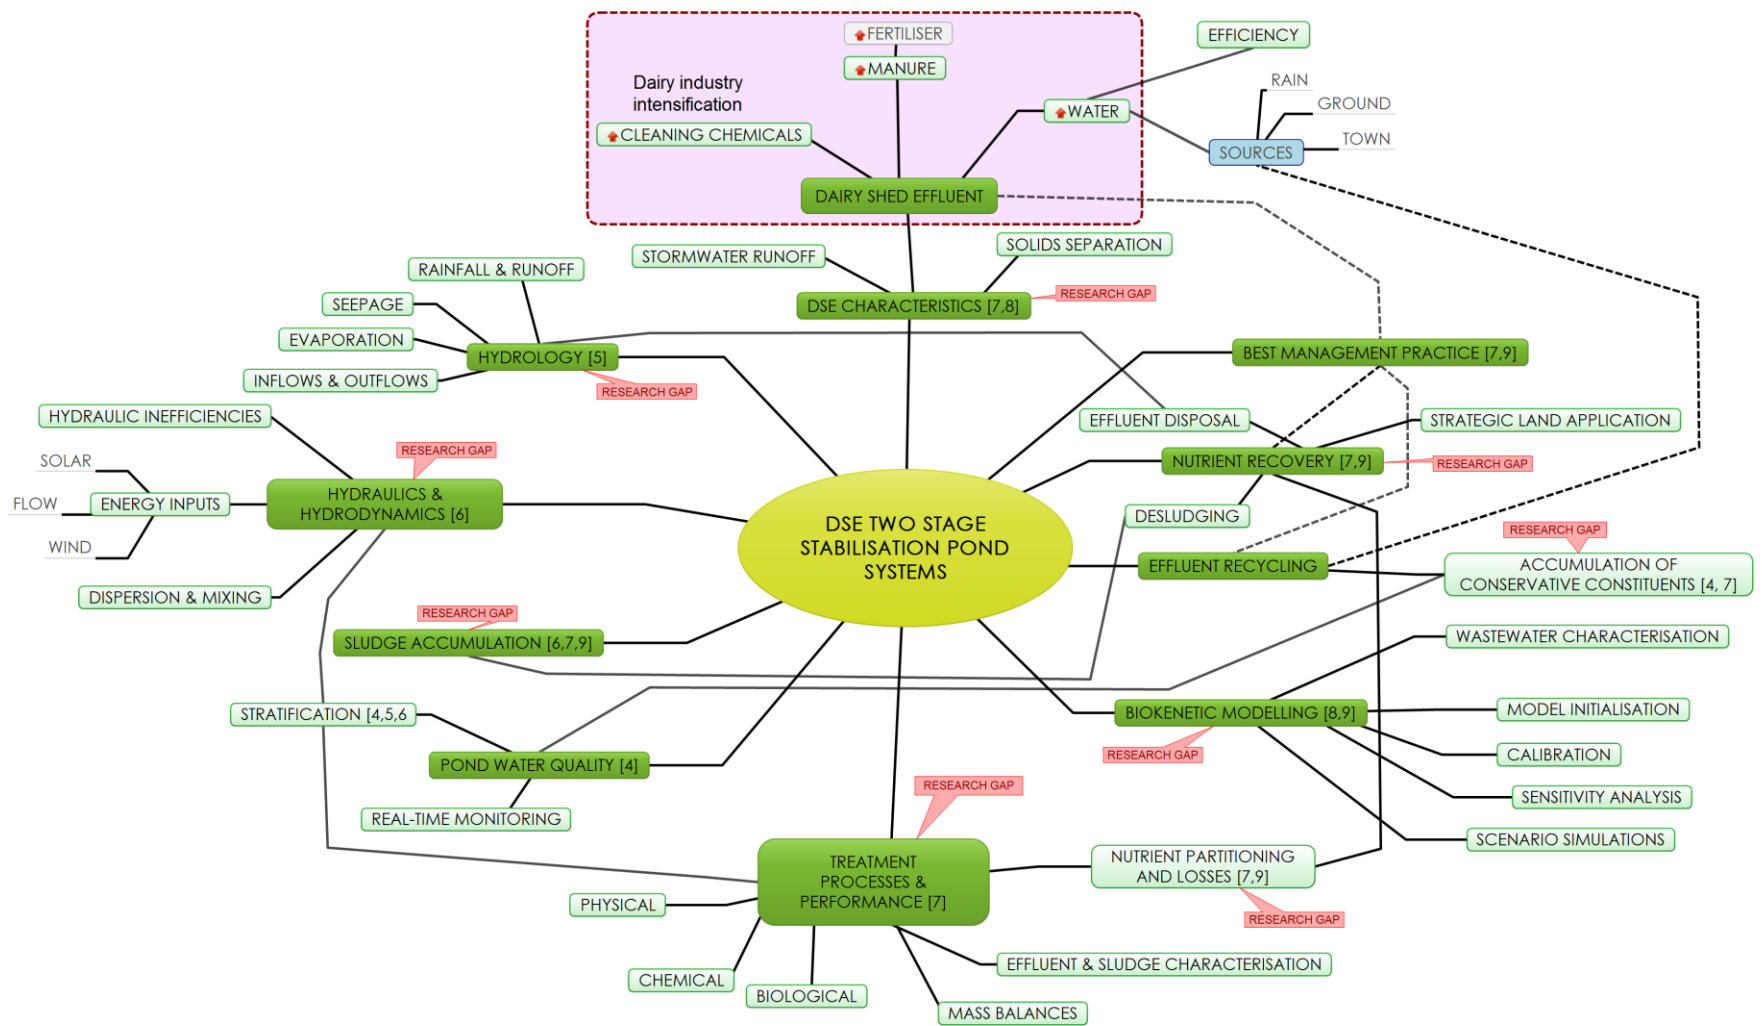 FERTILISER
MANURE
Dairy industry
intensification
CLEANING CHEMICALS
WATER
EFFICIENCY
RAIN
GROUND
TOWN
SOURCES
DAIRY SHED EFFLUENT
STORMWATER RUNOFF
SOLIDS SEPARATION
DSE CHARACTERISTICS [7,8]
RESEARCH GAP
RAINFALL & RUNOFF
SEEPAGE
EVAPORATION
INFLOWS & OUTFLOWS
HYDROLOGY [5]
RESEARCH GAP
BEST MANAGEMENT PRACTICE [7,9]
EFFLUENT DISPOSAL
STRATEGIC LAND APPLICATION
NUTRIENT RECOVERY [7,9]
RESEARCH GAP
DESLUDGING
HYDRAULIC INEFFICIENCIES
RESEARCH GAP
SOLAR
FLOW
WIND
ENERGY INPUTS
HYDRAULICS &
HYDRODYNAMICS [6]
DISPERSION & MIXING
DSE TWO STAGE
STABILISATION POND
SYSTEMS
EFFLUENT RECYCLING
RESEARCH GAP
ACCUMULATION OF
CONSERVATIVE CONSTITUENTS [4, 7]
RESEARCH GAP
SLUDGE ACCUMULATION [6,7,9]
WASTEWATER CHARACTERISATION
STRATIFICATION [4,5,6
POND WATER QUALITY [4]
REAL-TIME MONITORING
BIOKENETIC MODELLING [8,9]
RESEARCH GAP
MODEL INITIALISATION
CALIBRATION
SENSITIVITY ANALYSIS
SCENARIO SIMULATIONS
RESEARCH GAP
TREATMENT
PROCESSES &
PERFORMANCE [7]
NUTRIENT PARTITIONING
AND LOSSES [7,9]
RESEARCH GAP
PHYSICAL
CHEMICAL
BIOLOGICAL
EFFLUENT & SLUDGE CHARACTERISATION
MASS BALANCES